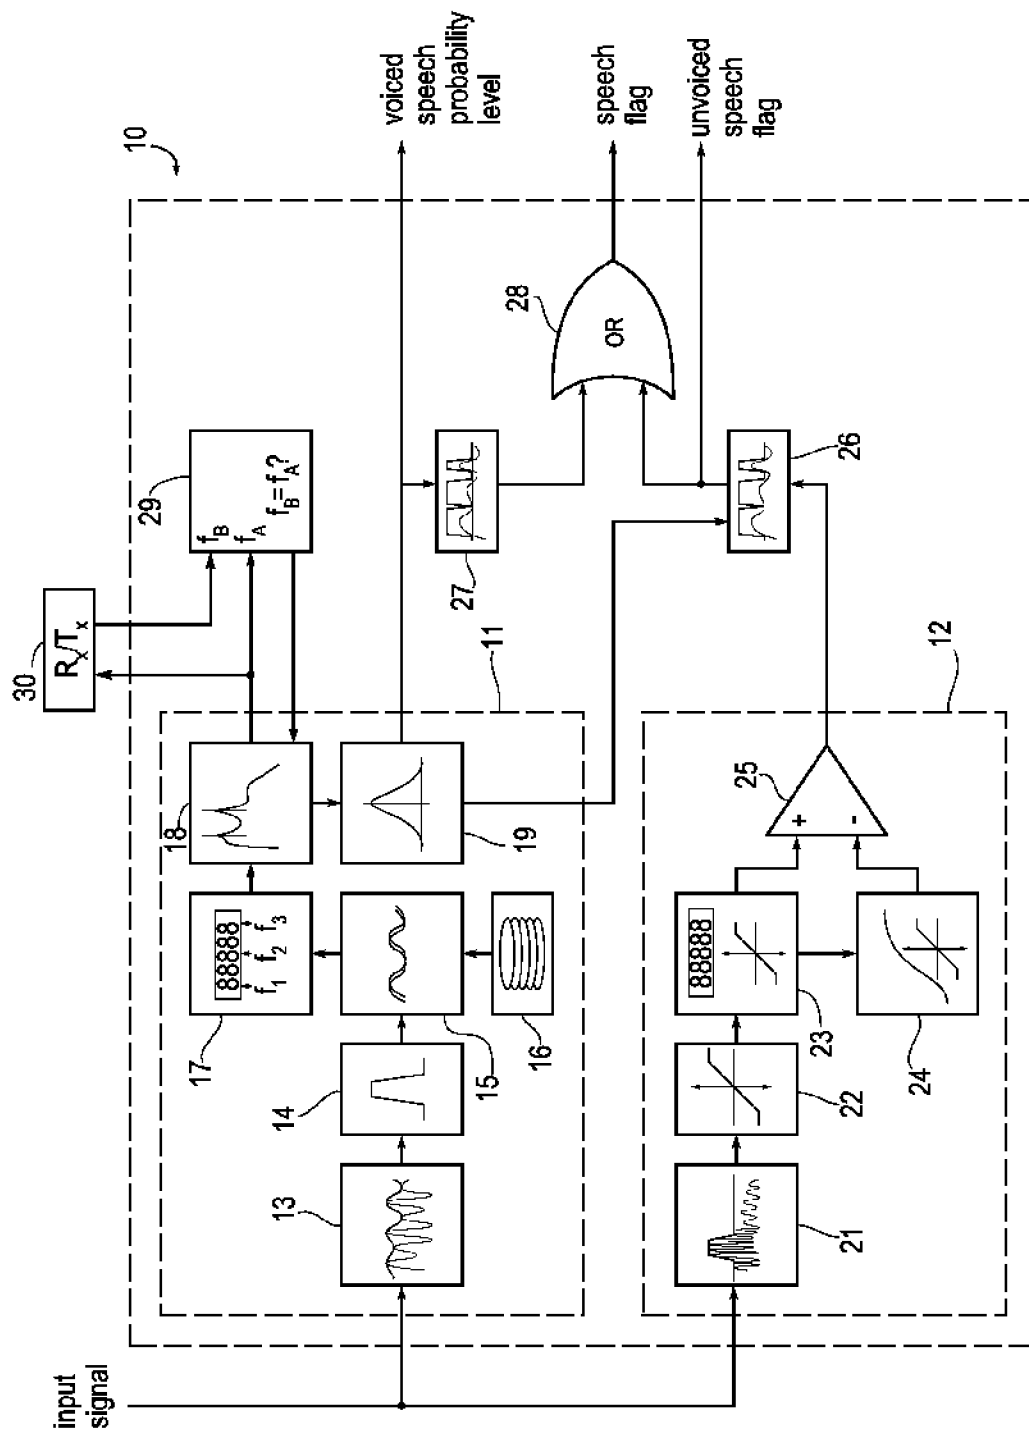 10
voiced
speech
probability
level
speech
flag
unvoiced
speech
flag
30
Rx/Tx
29
fB
fA
fB=fA?
28
OR
27
26
11
12
18
19
25
+
-
17
88888
f1 f2 f3
14
15
16
88888
23
24
22
13
21
input
signal